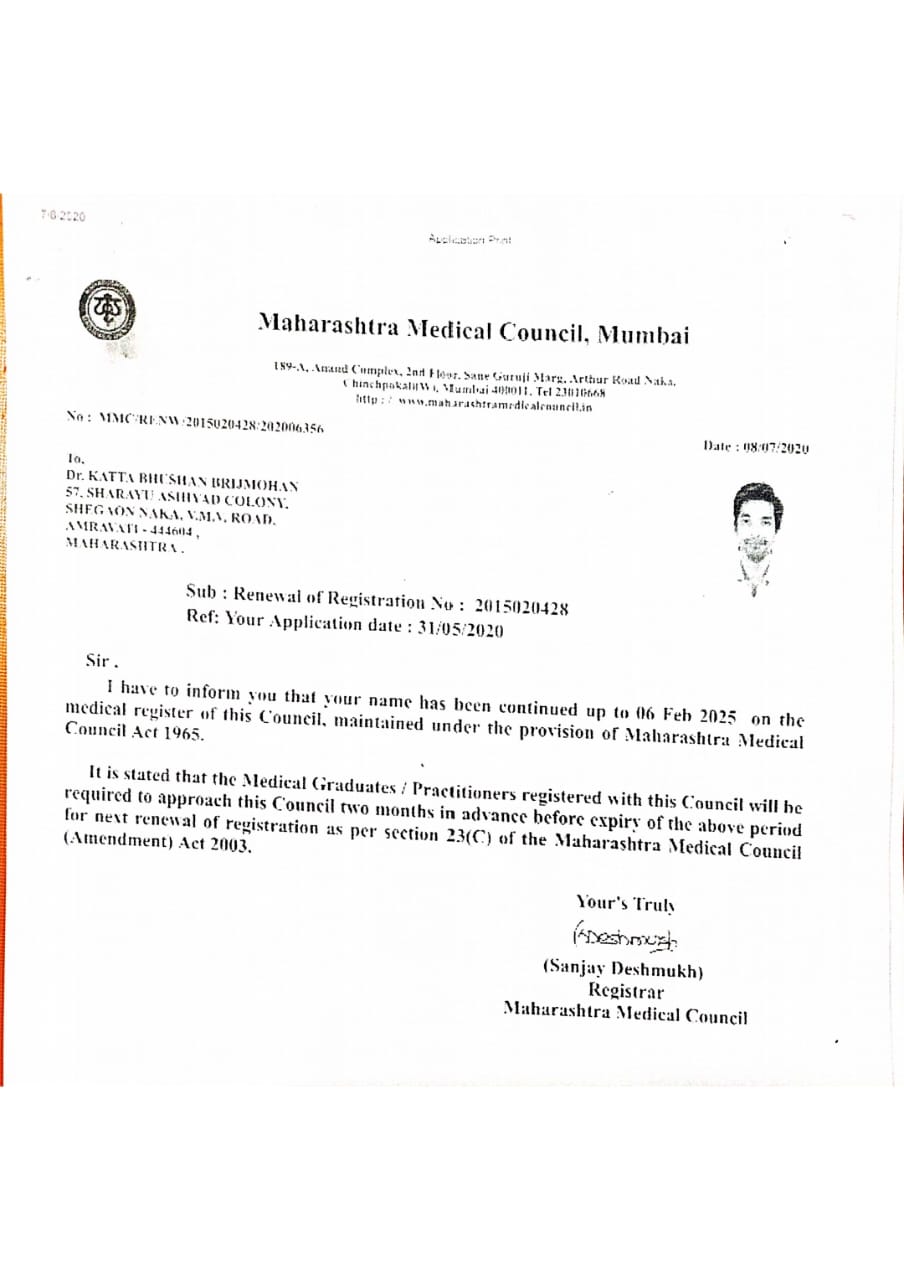 7/8/2020
Application Print
Maharashtra Medical Council, Mumbai
189-A, Anand Complex, 2nd Floor, Sane Guruji Marg, Arthur Road Naka,
Chinchpokali(W), Mumbai 400011, Tel 23010668
http : / www.maharashtramedicalcouncil.in
No : MMC/RENW/2015020428/202006356
Date : 08/07/2020
To,
Dr. KATTA BHUSHAN BRIJMOHAN
57, SHARAYU ASHIYAD COLONY,
SHEGAON NAKA, V.M.V. ROAD,
AMRAVATI - 444604 ,
MAHARASHTRA .
Sub : Renewal of Registration No : 2015020428
Ref: Your Application date : 31/05/2020
Sir .
I have to inform you that your name has been continued up to 06 Feb 2025 on the
medical register of this Council, maintained under the provision of Maharashtra Medical
Council Act 1965.
It is stated that the Medical Graduates / Practitioners registered with this Council will be
required to approach this Council two months in advance before expiry of the above period
for next renewal of registration as per section 23(C) of the Maharashtra Medical Council
(Amendment) Act 2003.
Your's Truly
Deshmukh
(Sanjay Deshmukh)
Registrar
Maharashtra Medical Council